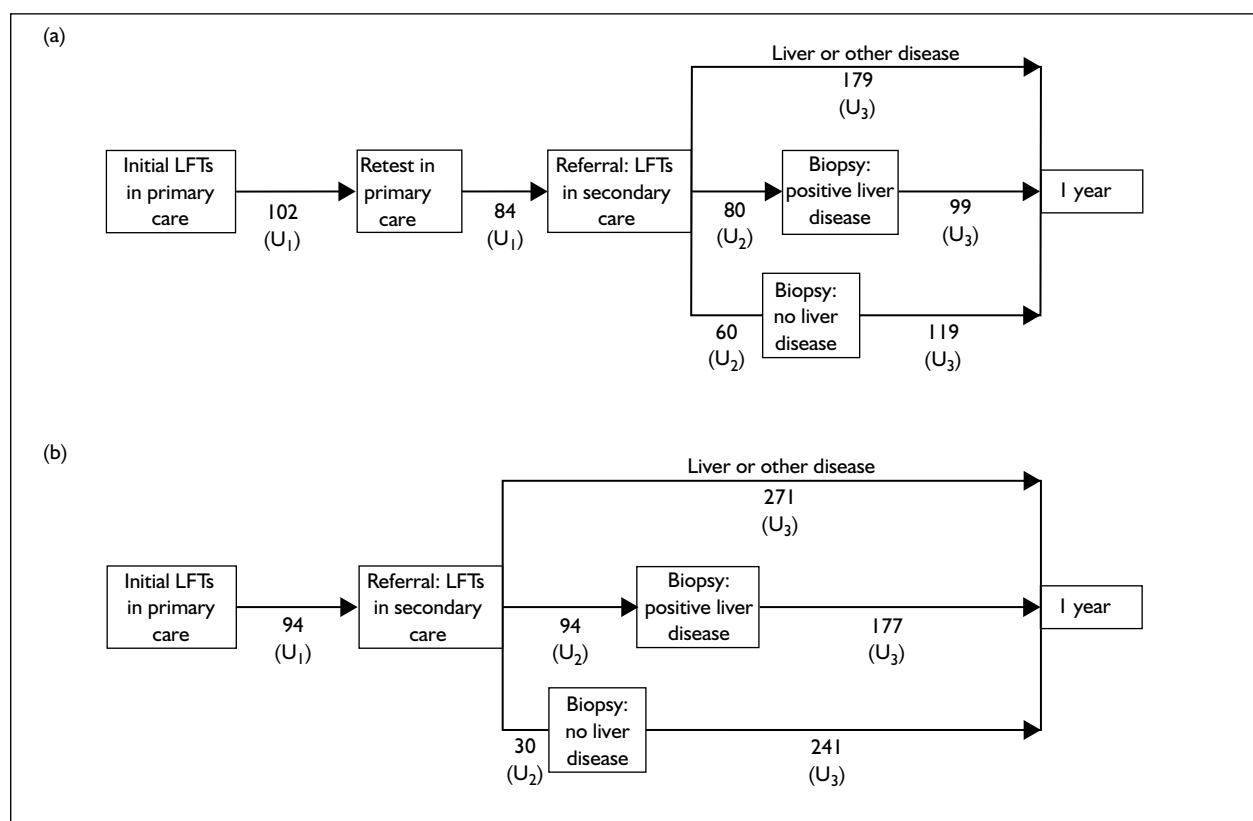 (a)
Liver or other disease
179
(U₃)
Initial LFTs
in primary
care
102
(U₁)
Retest in
primary
care
84
(U₁)
Referral: LFTs
in secondary
care
80
(U₂)
Biopsy:
positive liver
disease
99
(U₃)
1 year
60
(U₂)
Biopsy:
no liver
disease
119
(U₃)
(b)
Liver or other disease
271
(U₃)
Initial LFTs
in primary
care
94
(U₁)
Referral: LFTs
in secondary
care
94
(U₂)
Biopsy:
positive liver
disease
177
(U₃)
1 year
30
(U₂)
Biopsy:
no liver
disease
241
(U₃)